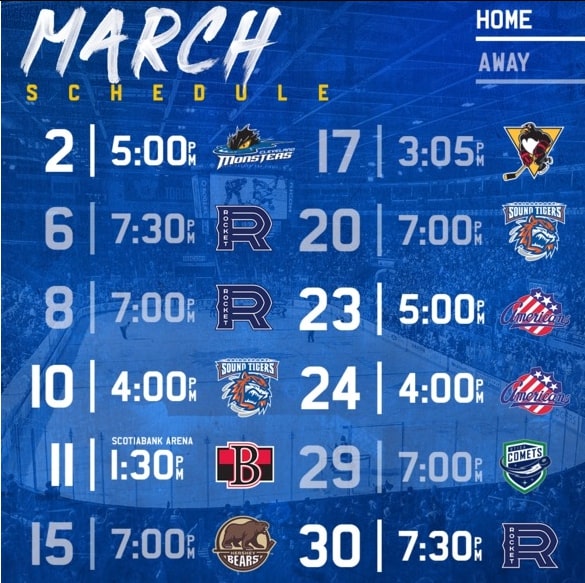 MARCH
SCHEDULE
HOME
AWAY
2 5:00PM CLEVELAND MONSTERS
6 7:30PM ROCKET R
8 7:00PM ROCKET R
10 4:00PM SOUND TIGERS
SCOTIABANK ARENA
11 1:30PM B
15 7:00PM HERSHEY BEARS
17 3:05PM
20 7:00PM SOUND TIGERS
23 5:00PM Americans
24 4:00PM Americans
29 7:00PM COMETS
30 7:30PM ROCKET R